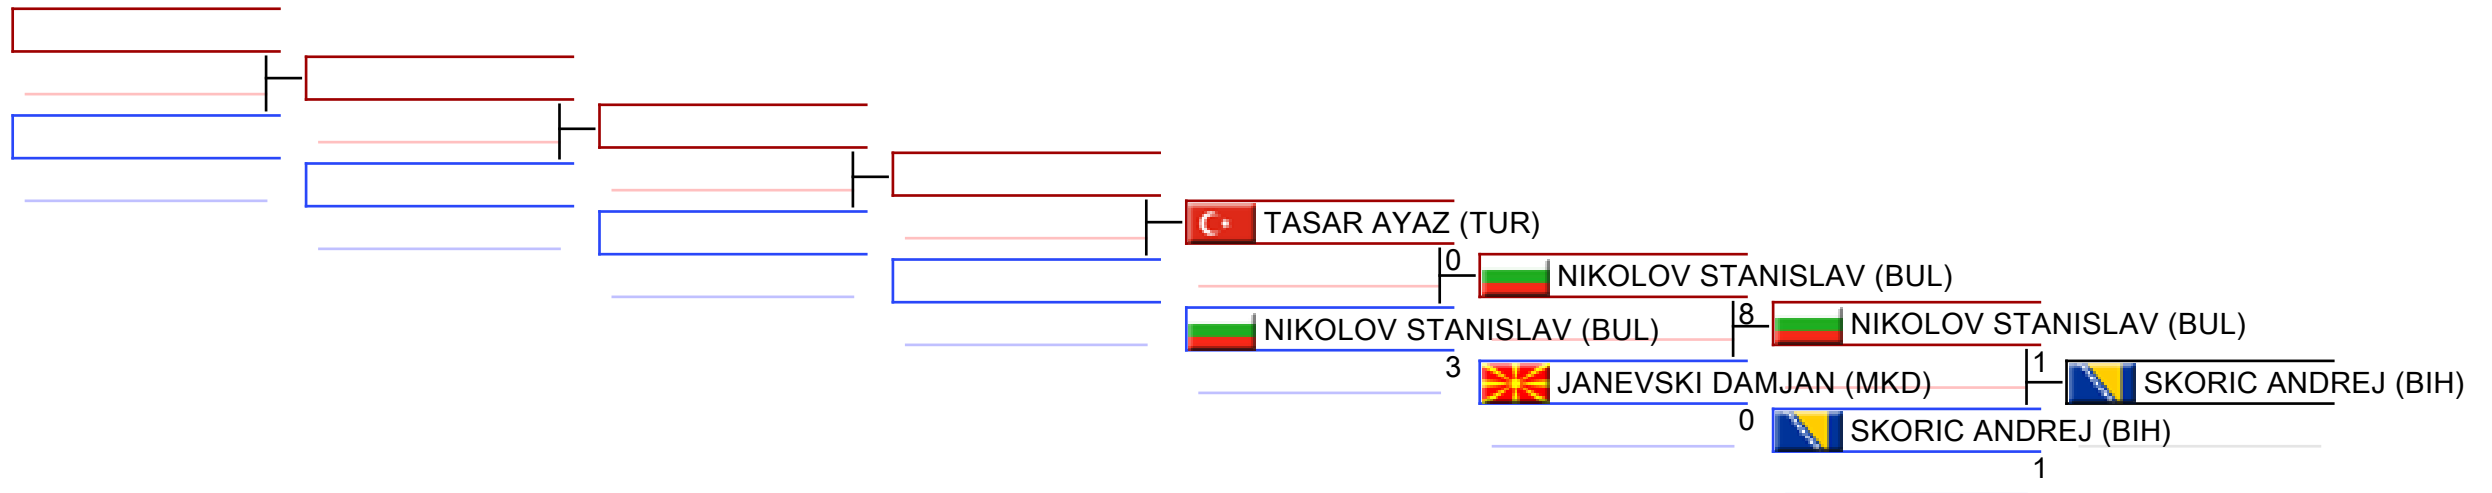 TASAR AYAZ (TUR)
0
NIKOLOV STANISLAV (BUL)
3
NIKOLOV STANISLAV (BUL)
8
JANEVSKI DAMJAN (MKD)
0
NIKOLOV STANISLAV (BUL)
1
SKORIC ANDREJ (BIH)
1
SKORIC ANDREJ (BIH)